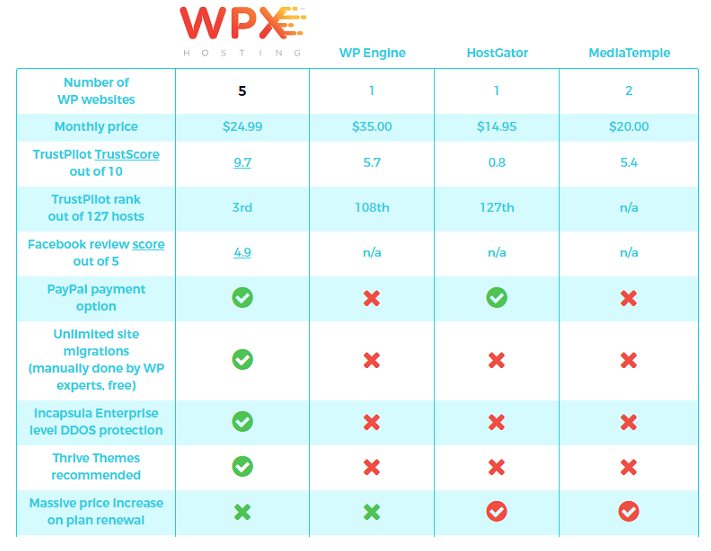 WPX
HOSTING
WP Engine
HostGator
MediaTemple
Number of
WP websites
5
1
1
2
Monthly price
$24.99
$35.00
$14.95
$20.00
TrustPilot TrustScore
out of 10
9.7
5.7
0.8
5.4
TrustPilot rank
out of 127 hosts
3rd
108th
127th
n/a
Facebook review score
out of 5
4.9
n/a
n/a
n/a
PayPal payment
option
Unlimited site
migrations
(manually done by WP
experts, free)
Incapsula Enterprise
level DDOS protection
Thrive Themes
recommended
Massive price increase
on plan renewal